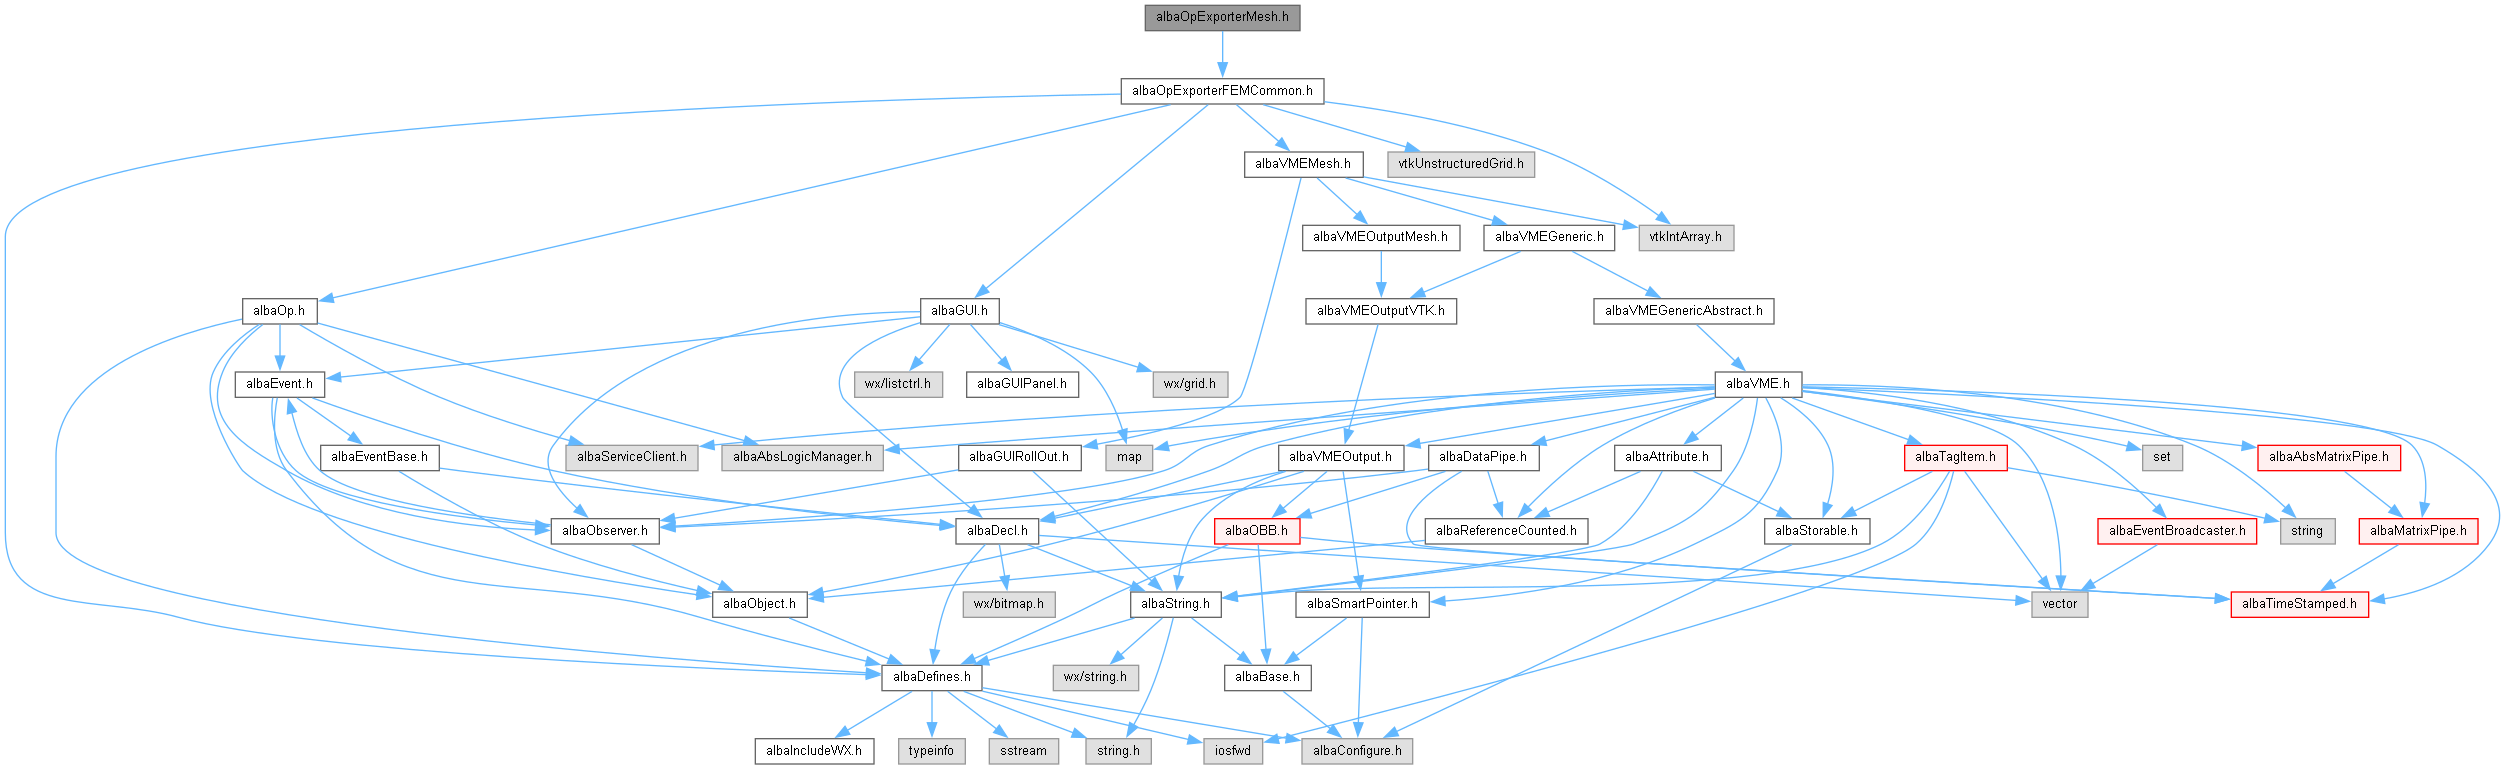 albaOpExporterMesh.h
albaOpExporterFEMCommon.h
albaVMEMesh.h
vtkUnstructuredGrid.h
albaVMEOutputMesh.h
albaVMEGeneric.h
vtkIntArray.h
albaOp.h
albaGUI.h
albaVMEOutputVTK.h
albaVMEGenericAbstract.h
albaEvent.h
wx/listctrl.h
albaGUIPanel.h
wx/grid.h
albaVME.h
albaEventBase.h
albaServiceClient.h
albaAbsLogicManager.h
albaGUIRollOut.h
map
albaVMEOutput.h
albaDataPipe.h
albaAttribute.h
albaTagItem.h
set
albaAbsMatrixPipe.h
albaObserver.h
albaDecl.h
albaOBB.h
albaReferenceCounted.h
albaStorable.h
albaEventBroadcaster.h
string
albaMatrixPipe.h
albaObject.h
wx/bitmap.h
albaString.h
albaSmartPointer.h
vector
albaTimeStamped.h
albaDefines.h
wx/string.h
albaBase.h
albaIncludeWX.h
typeinfo
sstream
string.h
iosfwd
albaConfigure.h